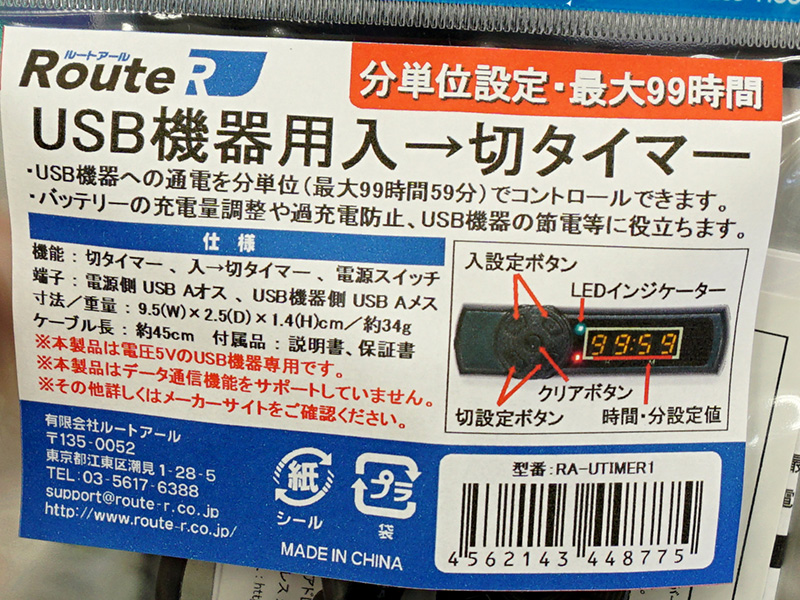 ルートアール
Route R
分単位設定・最大99時間
USB機器用入→切タイマー
・USB機器への通電を分単位(最大99時間59分)でコントロールできます。
・バッテリーの充電量調整や過充電防止、USB機器の節電等に役立ちます。
仕様
機能:切タイマー、入→切タイマー、電源スイッチ
端子:電源側 USB Aオス、USB機器側 USB Aメス
寸法/重量:9.5(W)×2.5(D)×1.4(H)cm/約34g
ケーブル長:約45cm 付属品:説明書、保証書
※本製品は電圧5VのUSB機器専用です。
※本製品はデータ通信機能をサポートしていません。
※その他詳しくはメーカーサイトをご確認ください。
入設定ボタン
LEDインジケーター
99:59
クリアボタン
切設定ボタン
時間・分設定値
有限会社ルートアール
〒135-0052
東京都江東区潮見1-28-5
TEL:03-5617-6388
support@route-r.co.jp
http://www.route-r.co.jp/
紙
シール
プラ
袋
MADE IN CHINA
型番:RA-UTIMER1
4562143448775